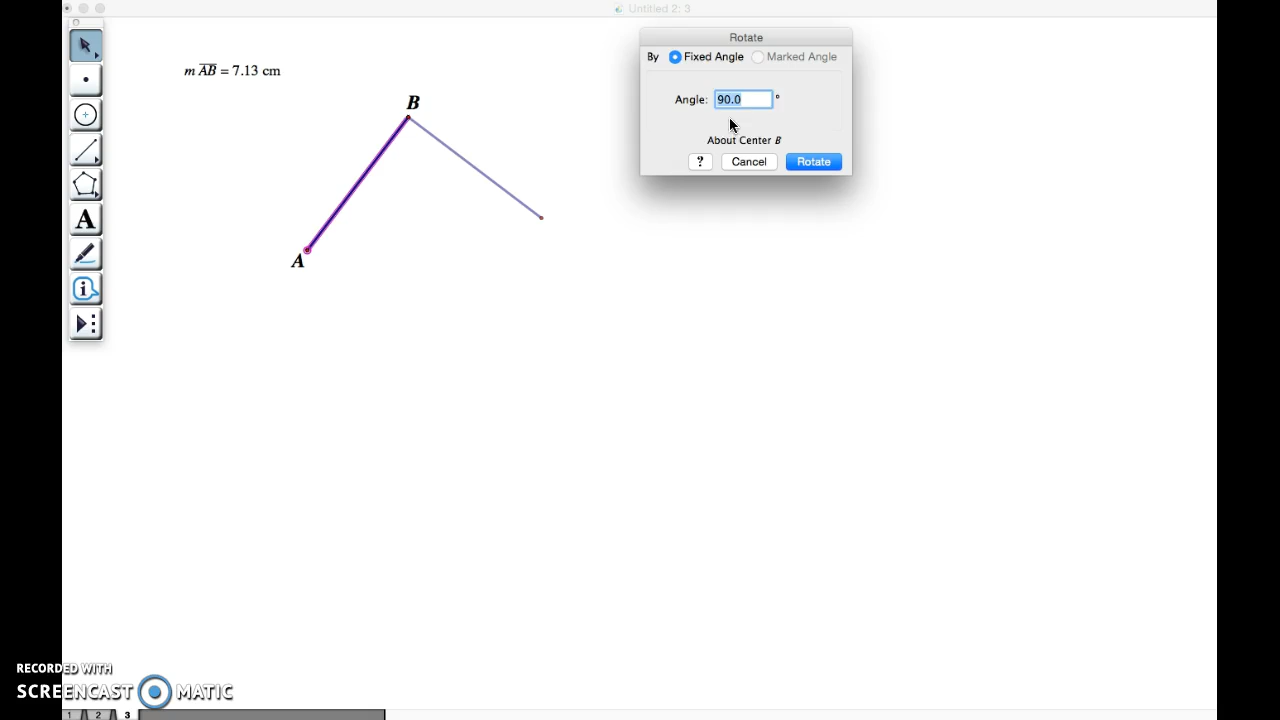 Untitled 2: 3
Rotate
By Fixed Angle Marked Angle
m AB = 7.13 cm
Angle: 90.0 °
B
About Center B
? Cancel Rotate
A
A
i
RECORDED WITH
SCREENCAST MATIC
1 2 3